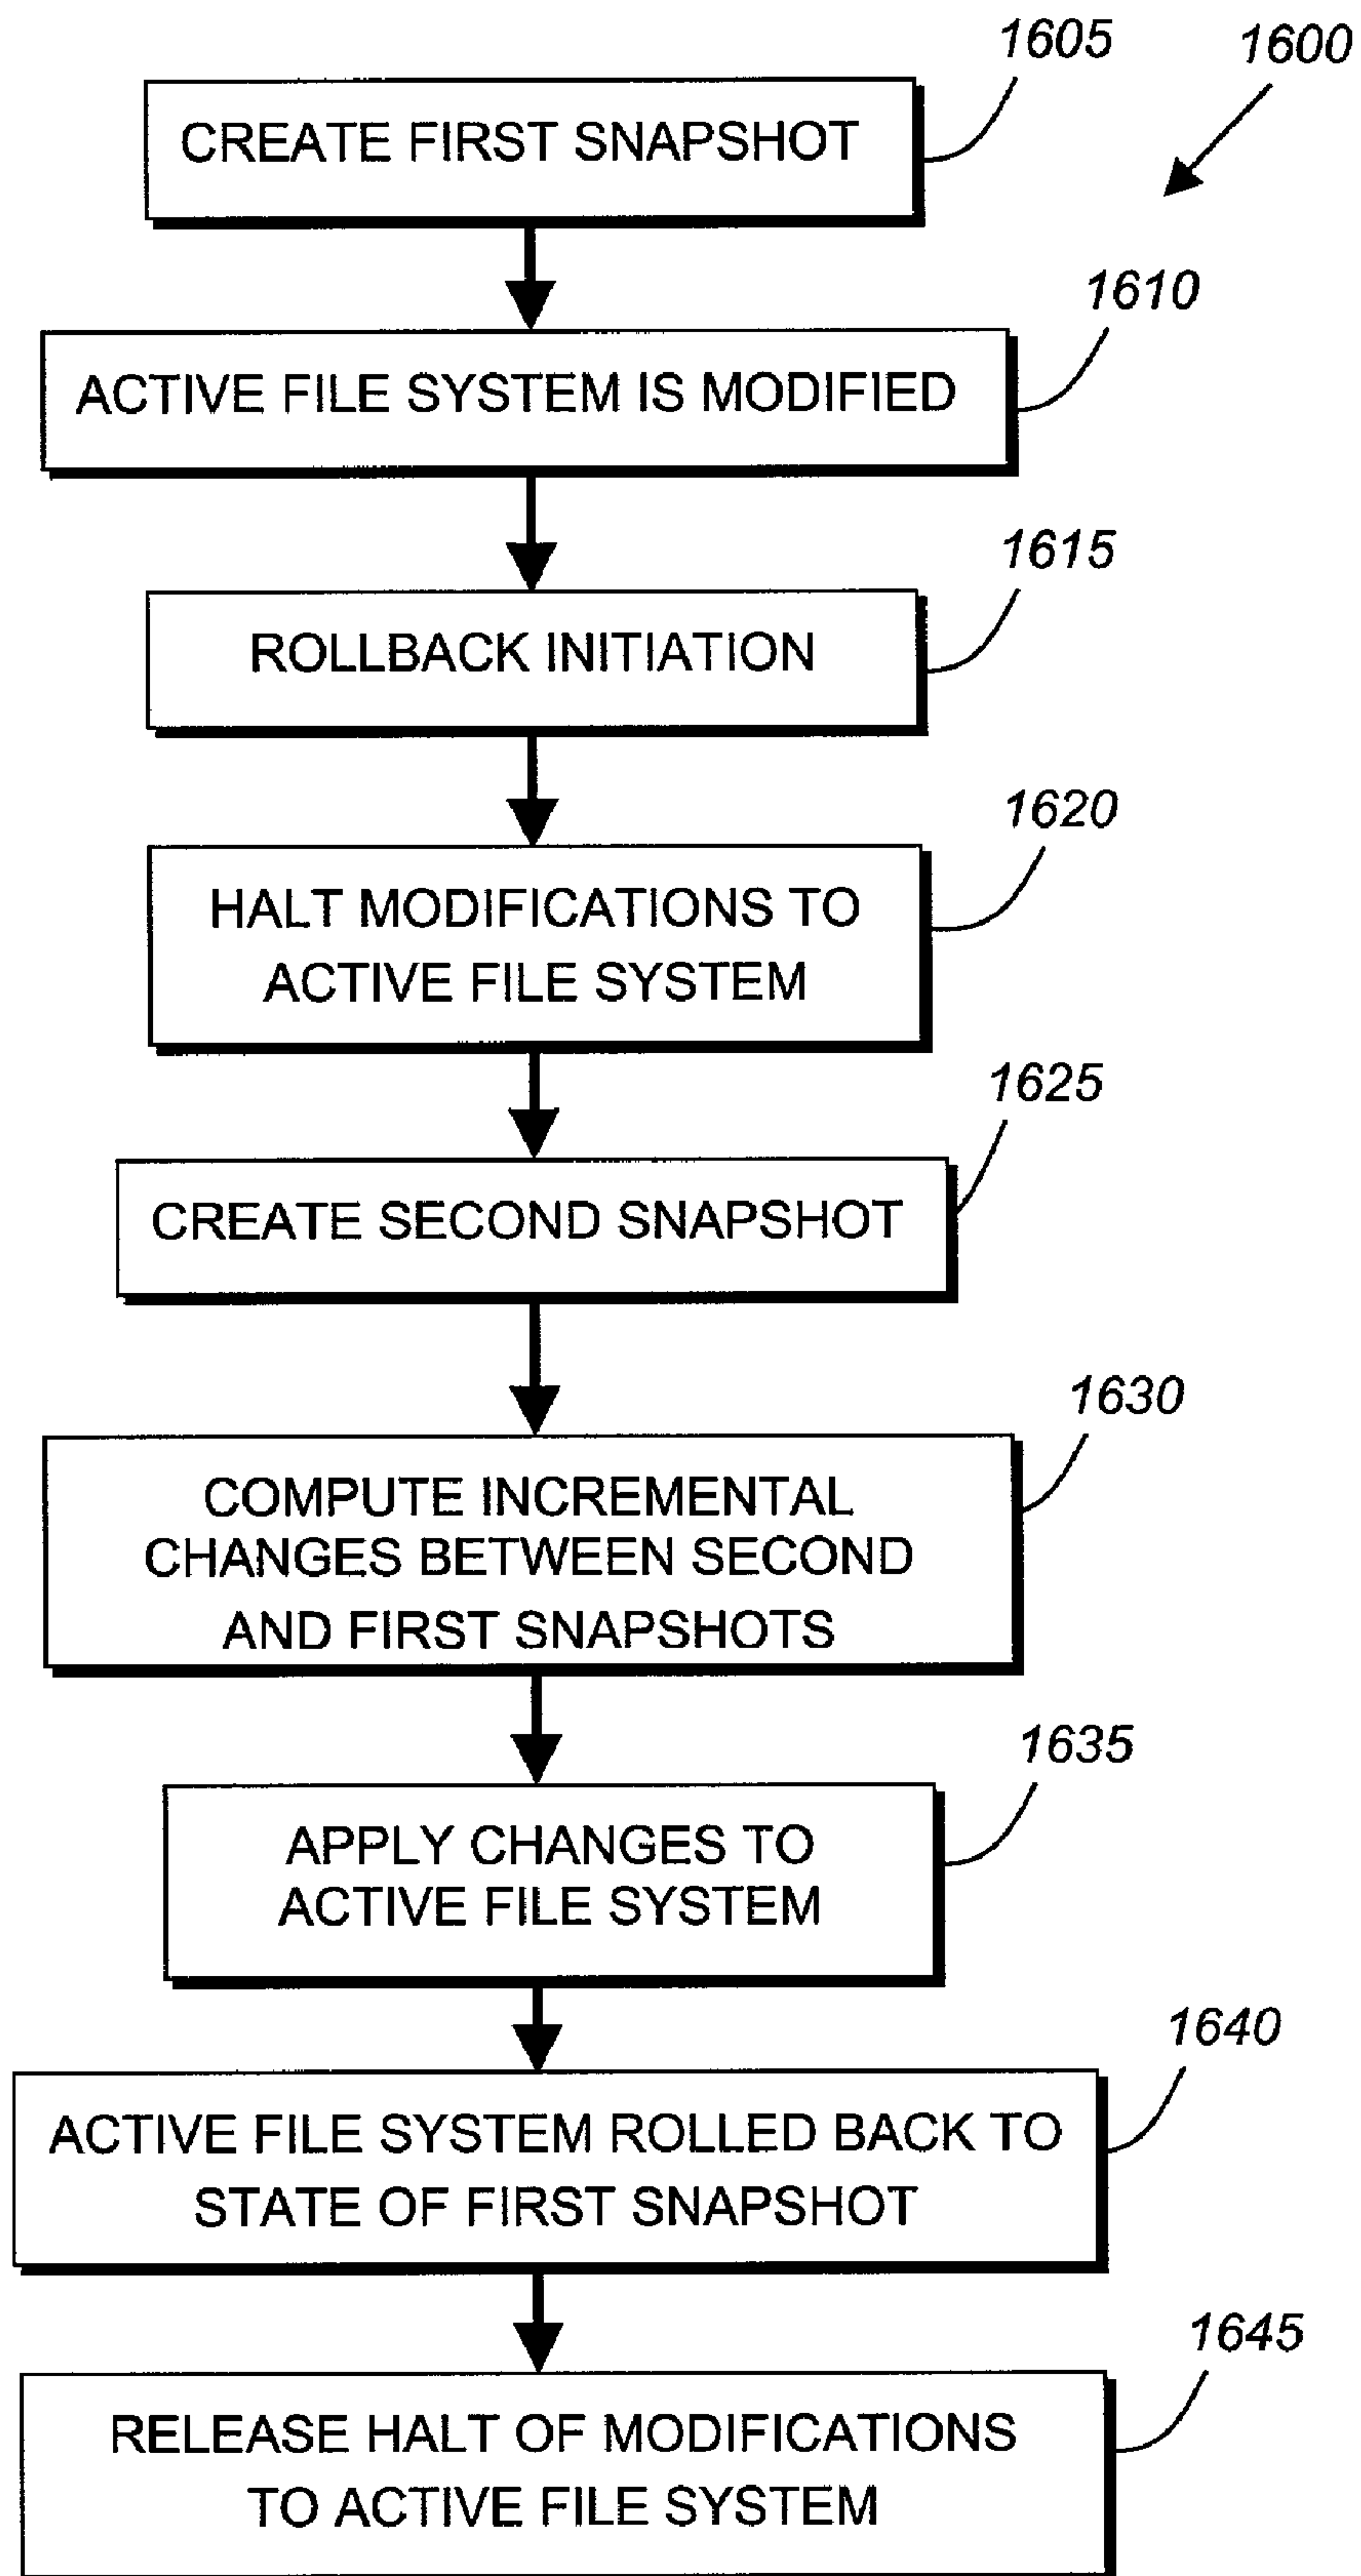 1605
1600
CREATE FIRST SNAPSHOT
1610
ACTIVE FILE SYSTEM IS MODIFIED
1615
ROLLBACK INITIATION
1620
HALT MODIFICATIONS TO
ACTIVE FILE SYSTEM
1625
CREATE SECOND SNAPSHOT
1630
COMPUTE INCREMENTAL
CHANGES BETWEEN SECOND
AND FIRST SNAPSHOTS
1635
APPLY CHANGES TO
ACTIVE FILE SYSTEM
1640
ACTIVE FILE SYSTEM ROLLED BACK TO
STATE OF FIRST SNAPSHOT
1645
RELEASE HALT OF MODIFICATIONS
TO ACTIVE FILE SYSTEM